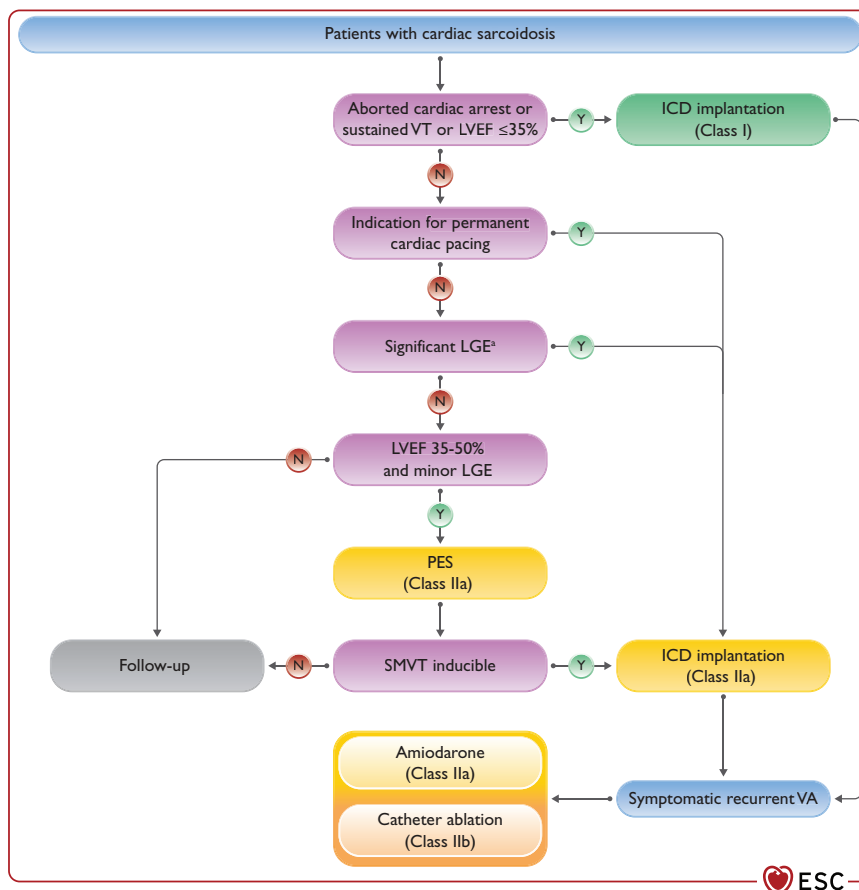 Patients with cardiac sarcoidosis
Aborted cardiac arrest or
sustained VT or LVEF ≤35%
Y
ICD implantation
(Class I)
N
Indication for permanent
cardiac pacing
Y
N
Significant LGEᵃ
Y
N
LVEF 35-50%
and minor LGE
N
Y
PES
(Class IIa)
Follow-up
N
SMVT inducible
Y
ICD implantation
(Class IIa)
Amiodarone
(Class IIa)
Catheter ablation
(Class IIb)
Symptomatic recurrent VA
ESC